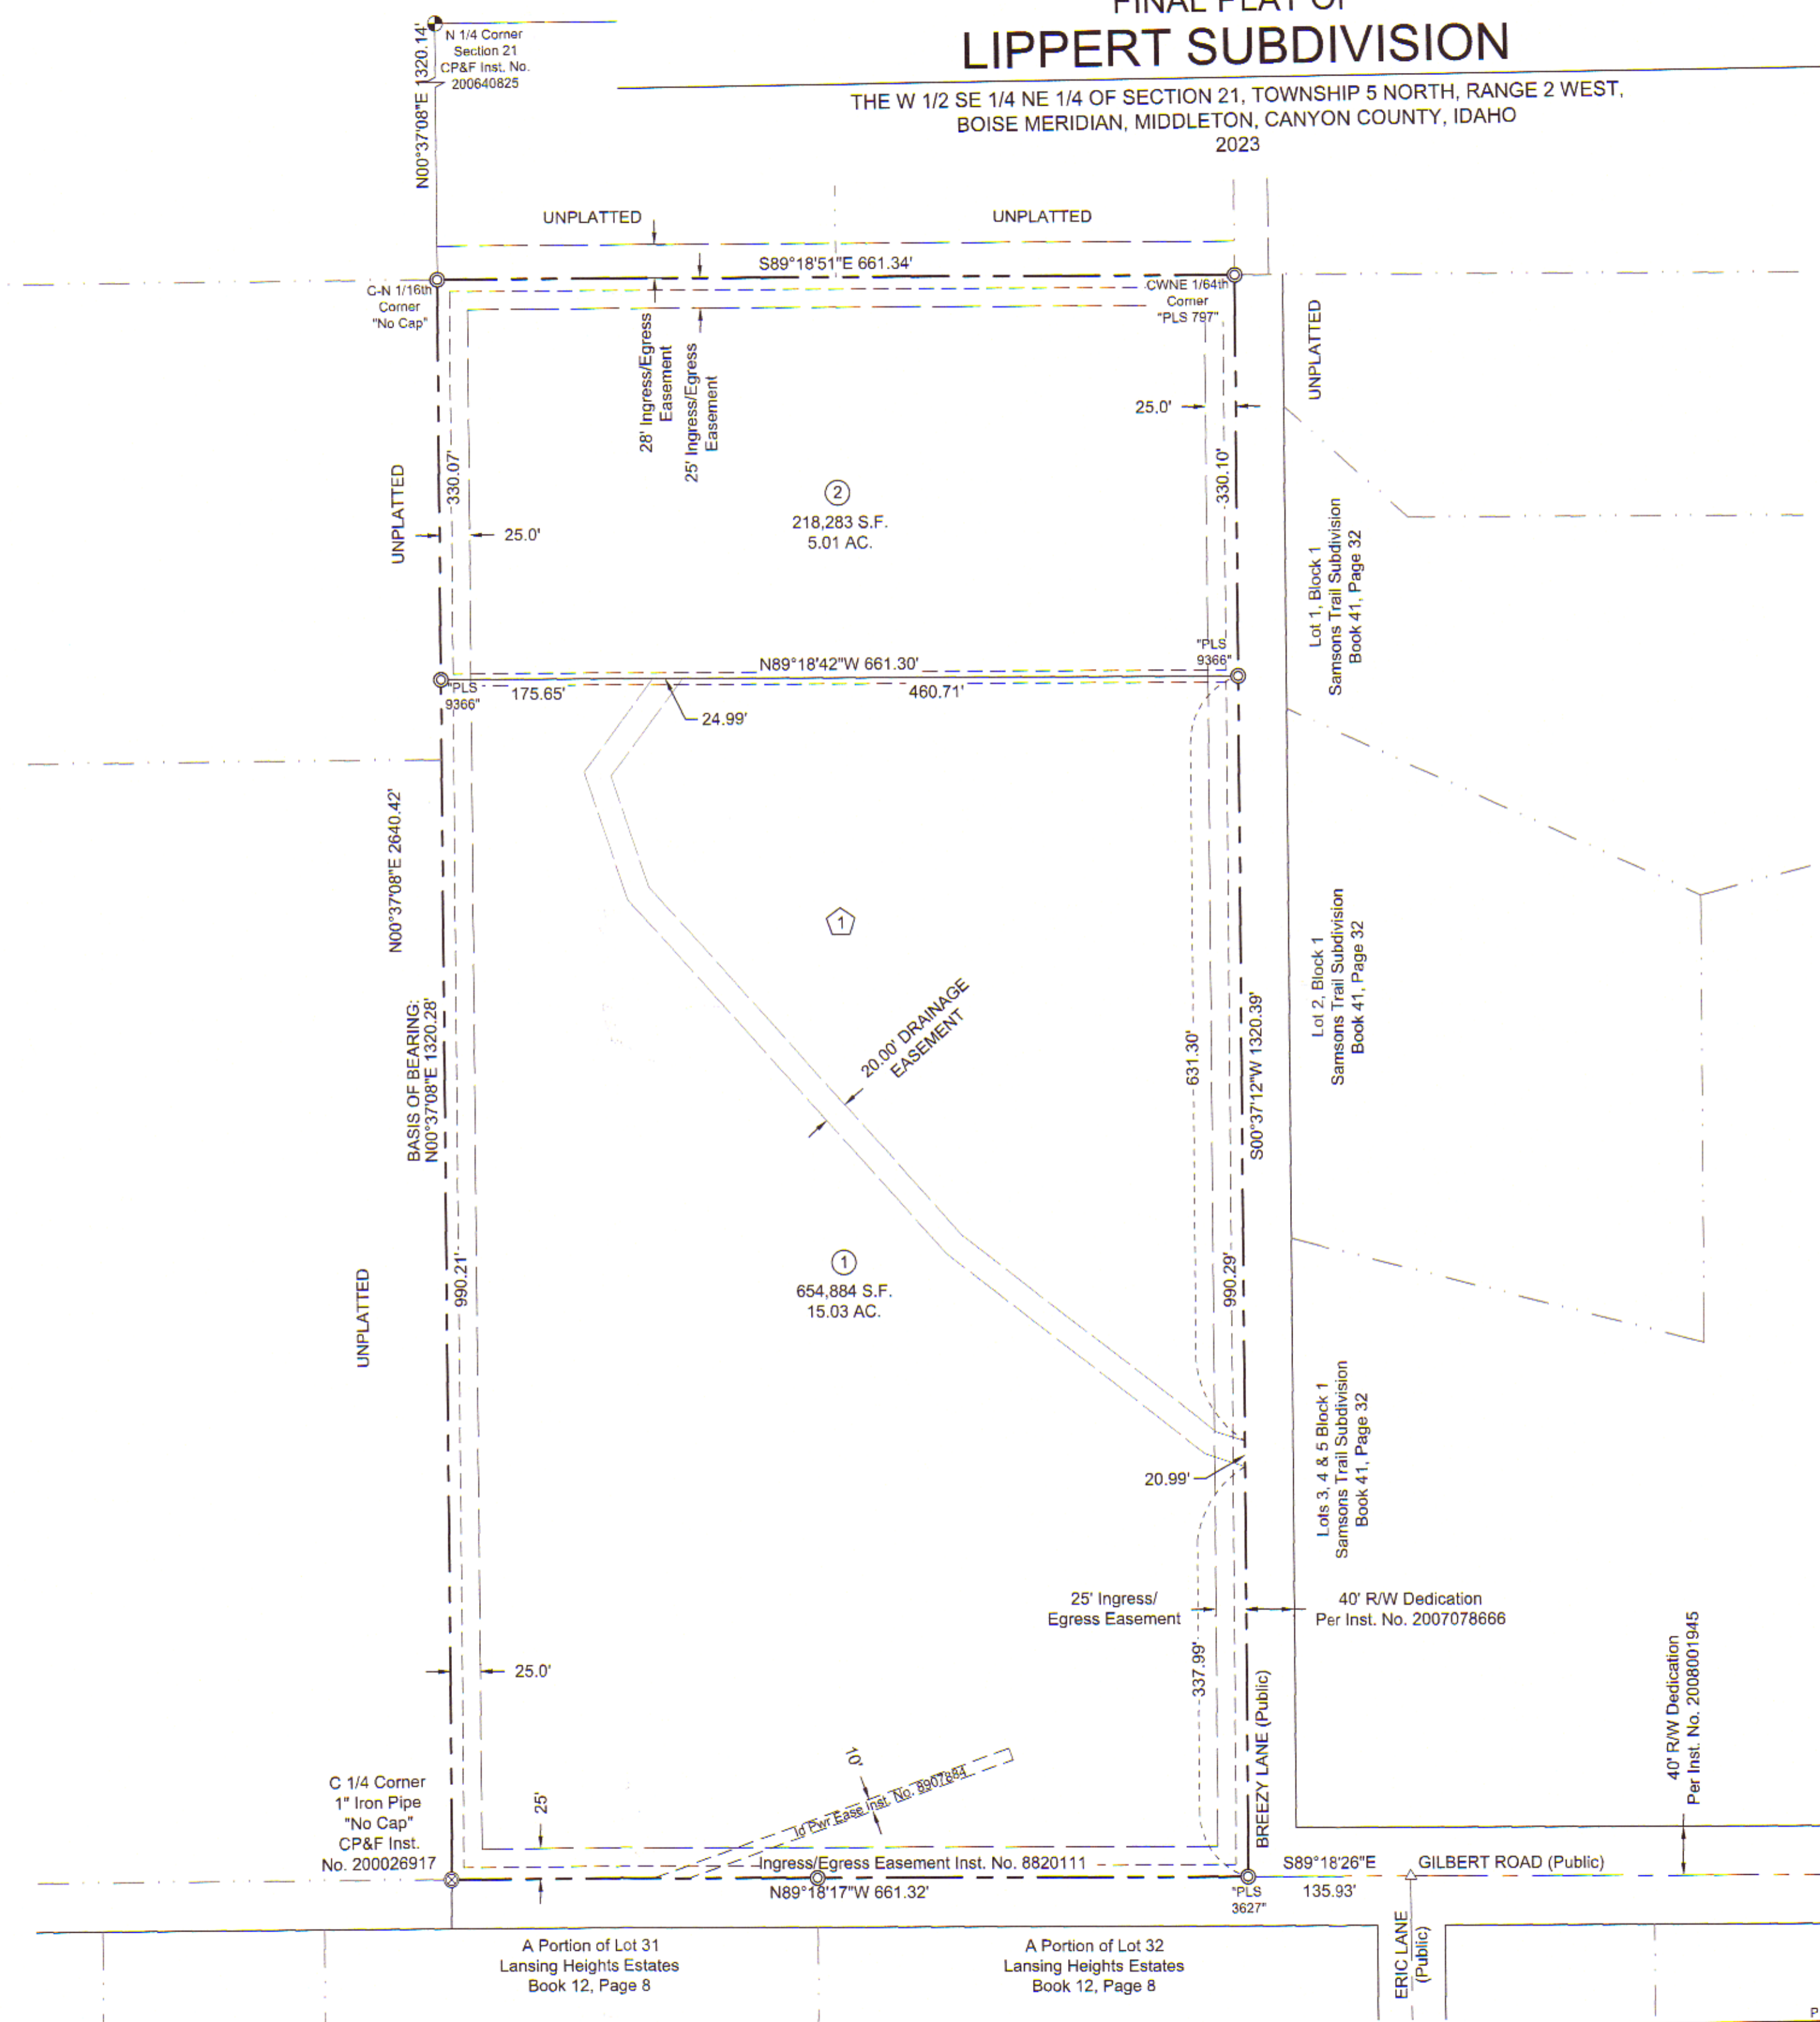 FINAL PLAT OF
LIPPERT SUBDIVISION
THE W 1/2 SE 1/4 NE 1/4 OF SECTION 21, TOWNSHIP 5 NORTH, RANGE 2 WEST,
BOISE MERIDIAN, MIDDLETON, CANYON COUNTY, IDAHO
2023
N00°37'08"E 1320.14'
N 1/4 Corner
Section 21
CP&F Inst. No.
200640825
UNPLATTED
UNPLATTED
S89°18'51"E 661.34'
C-N 1/16th
Corner
"No Cap"
CWNE 1/64th
Corner
"PLS 797"
28' Ingress/Egress
Easement
25' Ingress/Egress
Easement
25.0'
UNPLATTED
UNPLATTED
330.07'
25.0'
2
218,283 S.F.
5.01 AC.
330.10'
Lot 1, Block 1
Samsons Trail Subdivision
Book 41, Page 32
"PLS
9366"
N89°18'42"W 661.30'
"PLS
9366"
175.65'
460.71'
24.99'
N00°37'08"E 2640.42'
1
20.00' DRAINAGE
EASEMENT
BASIS OF BEARING:
N00°37'08"E 1320.28'
631.30'
S00°37'12"W 1320.39'
Lot 2, Block 1
Samsons Trail Subdivision
Book 41, Page 32
UNPLATTED
990.21'
1
654,884 S.F.
15.03 AC.
990.29'
Lots 3, 4 & 5 Block 1
Samsons Trail Subdivision
Book 41, Page 32
20.99'
25' Ingress/
Egress Easement
40' R/W Dedication
Per Inst. No. 2007078666
25.0'
337.99'
BREEZY LANE (Public)
40' R/W Dedication
Per Inst. No. 2008001945
10'
Id Pwr Ease Inst. No. 8907884
C 1/4 Corner
1" Iron Pipe
"No Cap"
CP&F Inst.
No. 200026917
25'
Ingress/Egress Easement Inst. No. 8820111
N89°18'17"W 661.32'
"PLS
3627"
S89°18'26"E
135.93'
GILBERT ROAD (Public)
ERIC LANE
(Public)
A Portion of Lot 31
Lansing Heights Estates
Book 12, Page 8
A Portion of Lot 32
Lansing Heights Estates
Book 12, Page 8
P